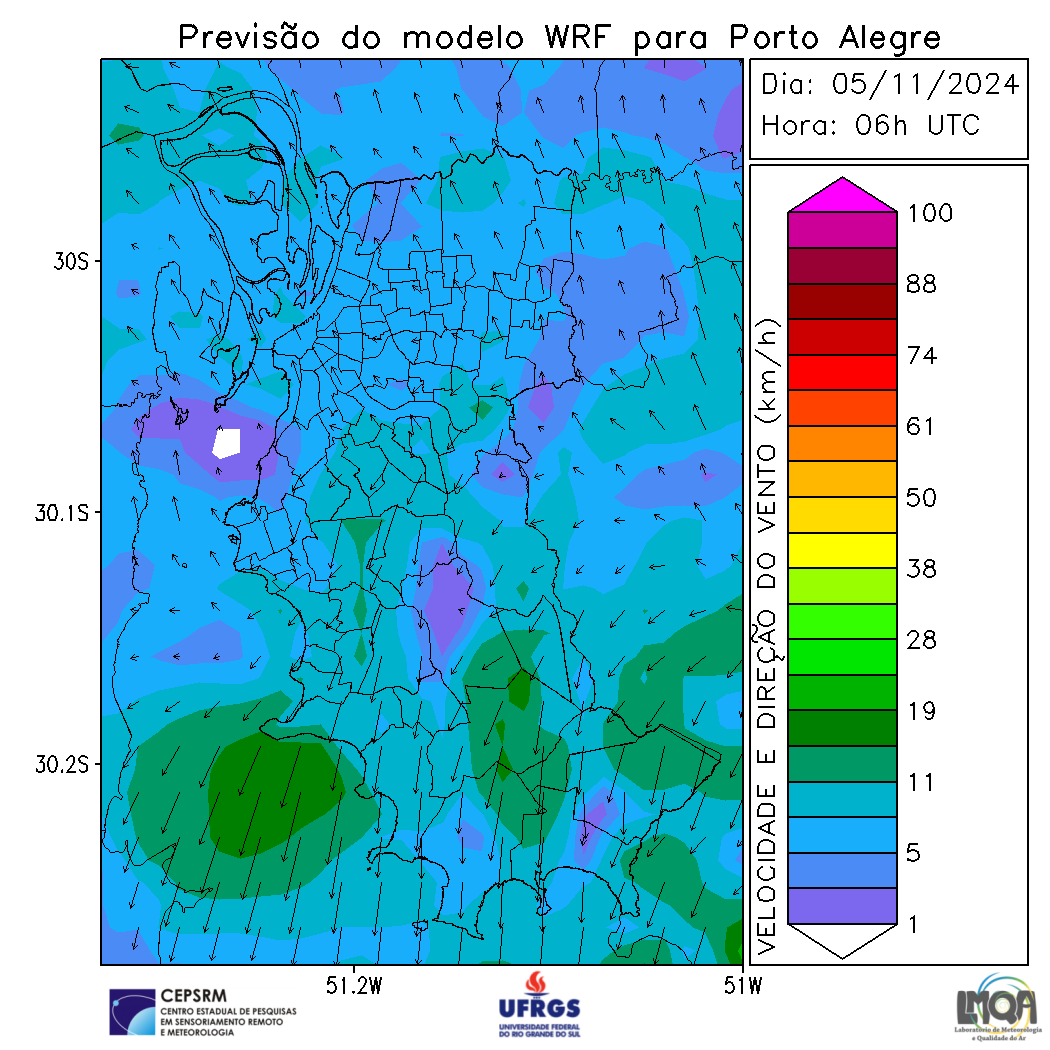 Previsão do modelo WRF para Porto Alegre
Dia: 05/11/2024
Hora: 06h UTC
30S
30.1S
30.2S
51.2W
51W
VELOCIDADE E DIREÇÃO DO VENTO (km/h)
100
88
74
61
50
38
28
19
11
5
1
CEPSRM
CENTRO ESTADUAL DE PESQUISAS
EM SENSORIAMENTO REMOTO
E METEOROLOGIA
UFRGS
UNIVERSIDADE FEDERAL
DO RIO GRANDE DO SUL
LMQA
Laboratório de Meteorologia
e Qualidade do Ar